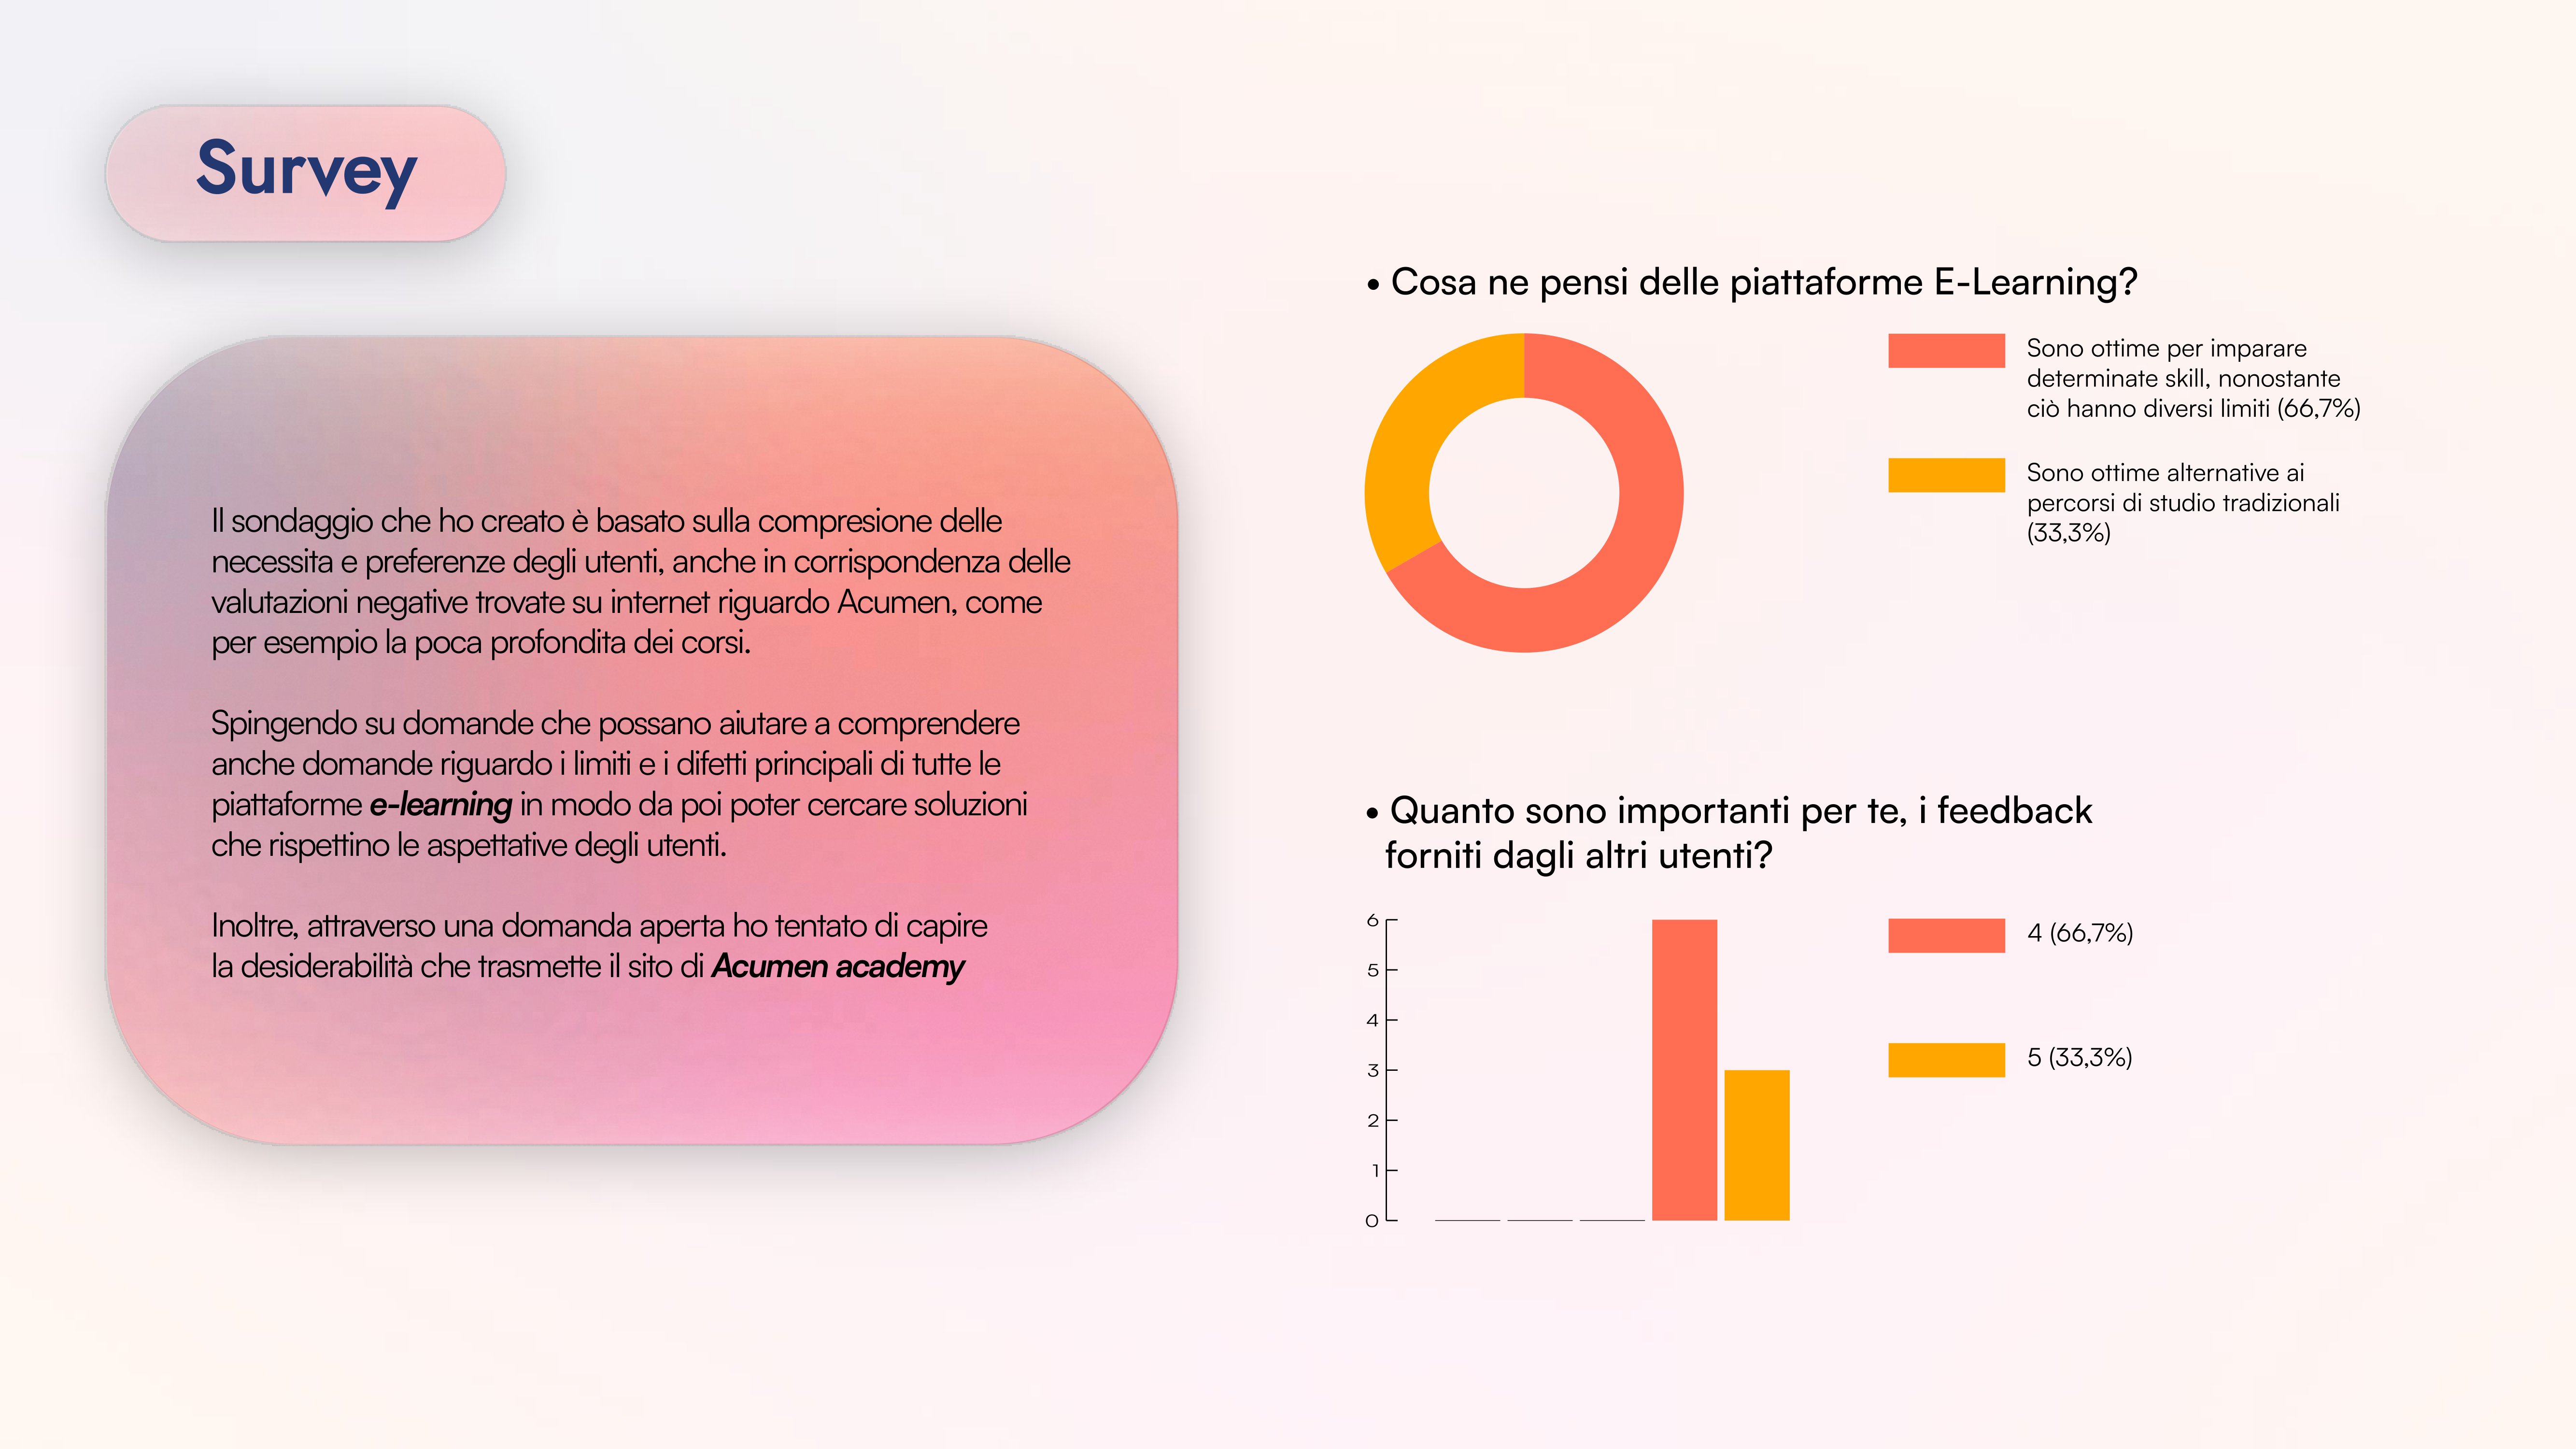 Survey
Il sondaggio che ho creato è basato sulla compresione delle
necessita e preferenze degli utenti, anche in corrispondenza delle
valutazioni negative trovate su internet riguardo Acumen, come
per esempio la poca profondita dei corsi.
Spingendo su domande che possano aiutare a comprendere
anche domande riguardo i limiti e i difetti principali di tutte le
piattaforme e-learning in modo da poi poter cercare soluzioni
che rispettino le aspettative degli utenti.
Inoltre, attraverso una domanda aperta ho tentato di capire
la desiderabilità che trasmette il sito di Acumen academy
• Cosa ne pensi delle piattaforme E-Learning?
Sono ottime per imparare
determinate skill, nonostante
ciò hanno diversi limiti (66,7%)
Sono ottime alternative ai
percorsi di studio tradizionali
(33,3%)
• Quanto sono importanti per te, i feedback
forniti dagli altri utenti?
6
5
4
3
2
1
0
4 (66,7%)
5 (33,3%)